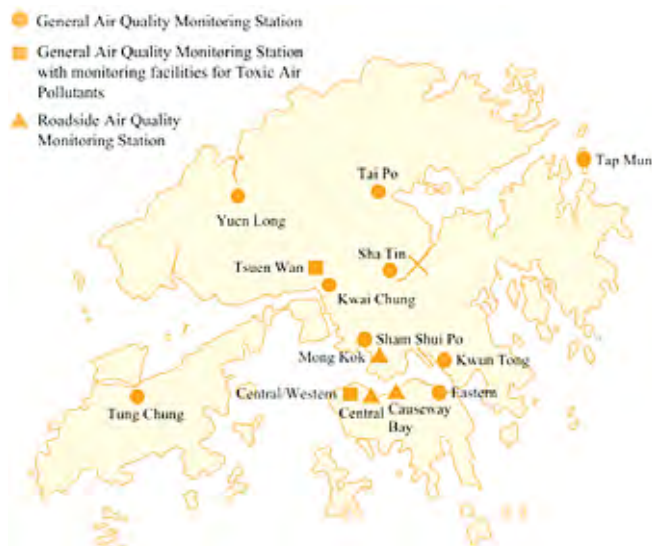 General Air Quality Monitoring Station
General Air Quality Monitoring Station
with monitoring facilities for Toxic Air
Pollutants
Roadside Air Quality
Monitoring Station
Tap Mun
Tai Po
Yuen Long
Sha Tin
Tsuen Wan
Kwai Chung
Sham Shui Po
Mong Kok
Kwun Tong
Central/Western
Eastern
Tung Chung
Central
Causeway
Bay